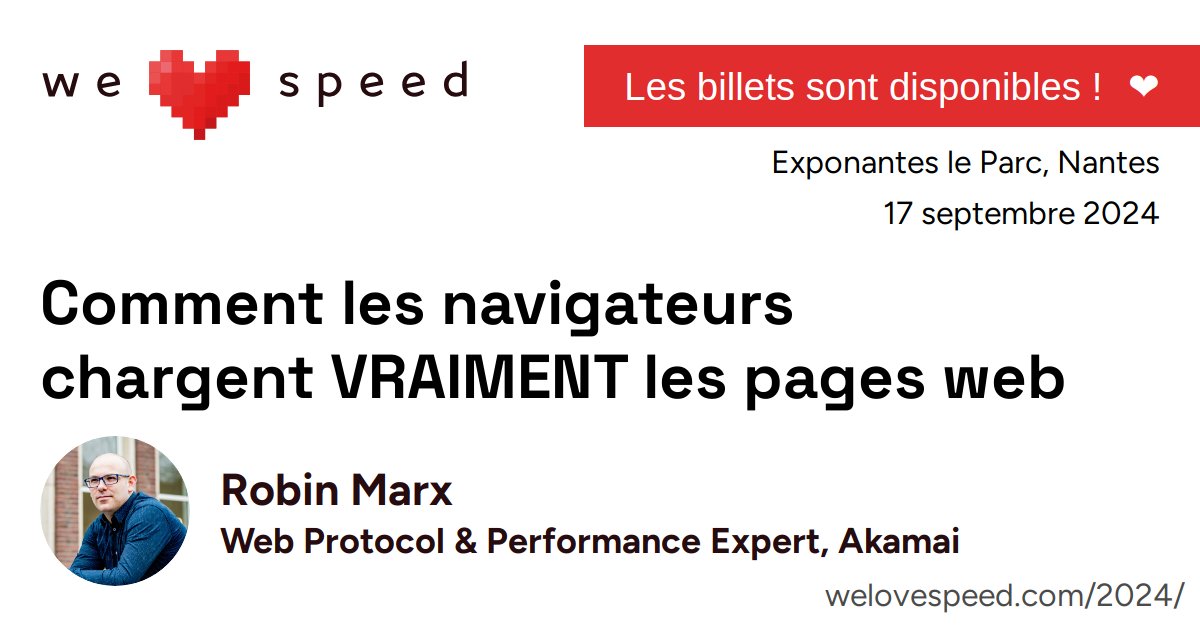 we ❤ speed
Les billets sont disponibles ! ❤
Exponantes le Parc, Nantes
17 septembre 2024
Comment les navigateurs
chargent VRAIMENT les pages web
Robin Marx
Web Protocol & Performance Expert, Akamai
welovespeed.com/2024/